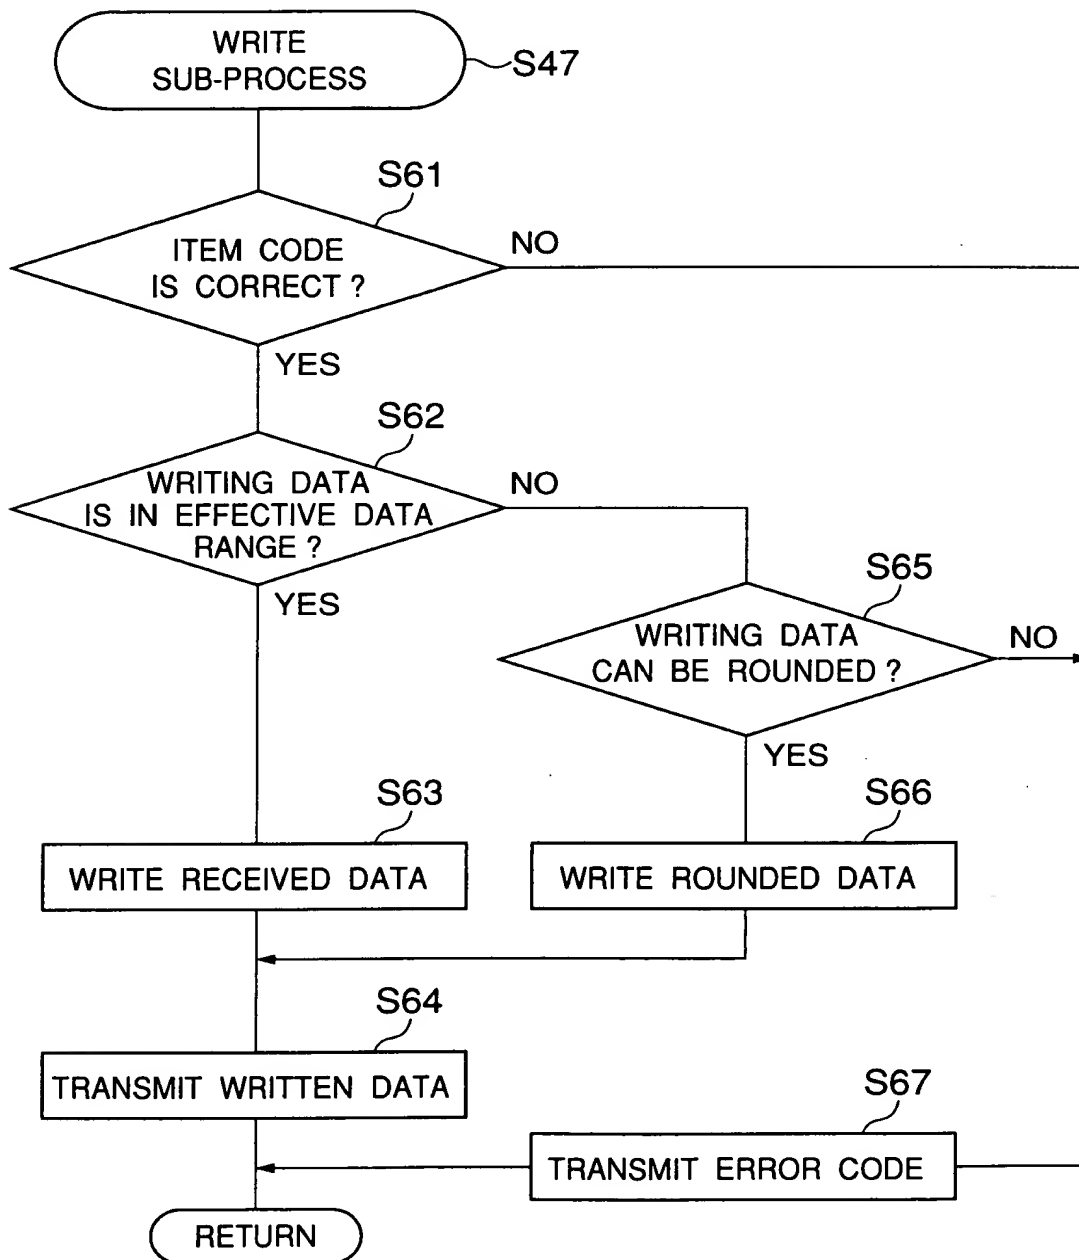 WRITE
SUB-PROCESS
S47
S61
ITEM CODE
IS CORRECT ?
NO
YES
S62
WRITING DATA
IS IN EFFECTIVE DATA
RANGE ?
NO
YES
S65
WRITING DATA
CAN BE ROUNDED ?
NO
YES
S63
WRITE RECEIVED DATA
S66
WRITE ROUNDED DATA
S64
TRANSMIT WRITTEN DATA
S67
TRANSMIT ERROR CODE
RETURN